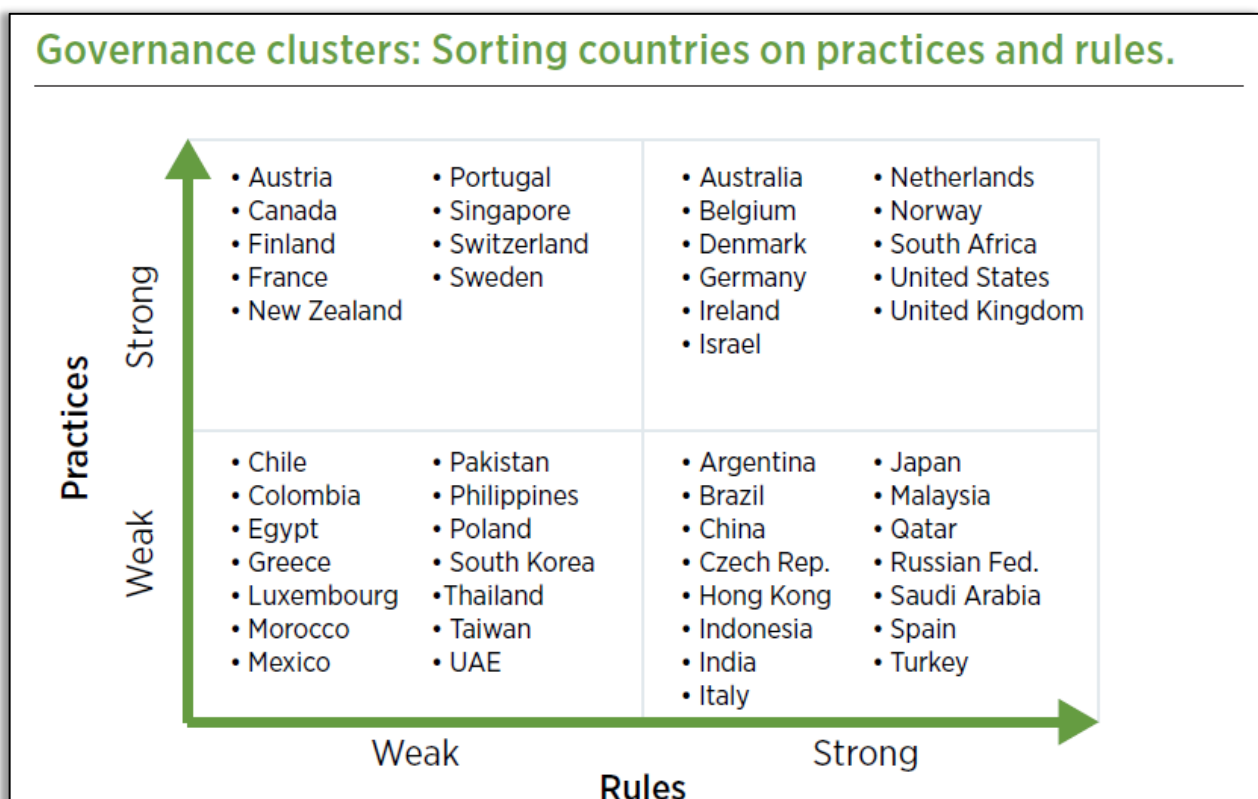 Governance clusters: Sorting countries on practices and rules.
Practices
Strong
• Austria
• Canada
• Finland
• France
• New Zealand
• Portugal
• Singapore
• Switzerland
• Sweden
• Australia
• Belgium
• Denmark
• Germany
• Ireland
• Israel
• Netherlands
• Norway
• South Africa
• United States
• United Kingdom
Weak
• Chile
• Colombia
• Egypt
• Greece
• Luxembourg
• Morocco
• Mexico
• Pakistan
• Philippines
• Poland
• South Korea
•Thailand
• Taiwan
• UAE
• Argentina
• Brazil
• China
• Czech Rep.
• Hong Kong
• Indonesia
• India
• Italy
• Japan
• Malaysia
• Qatar
• Russian Fed.
• Saudi Arabia
• Spain
• Turkey
Weak
Strong
Rules